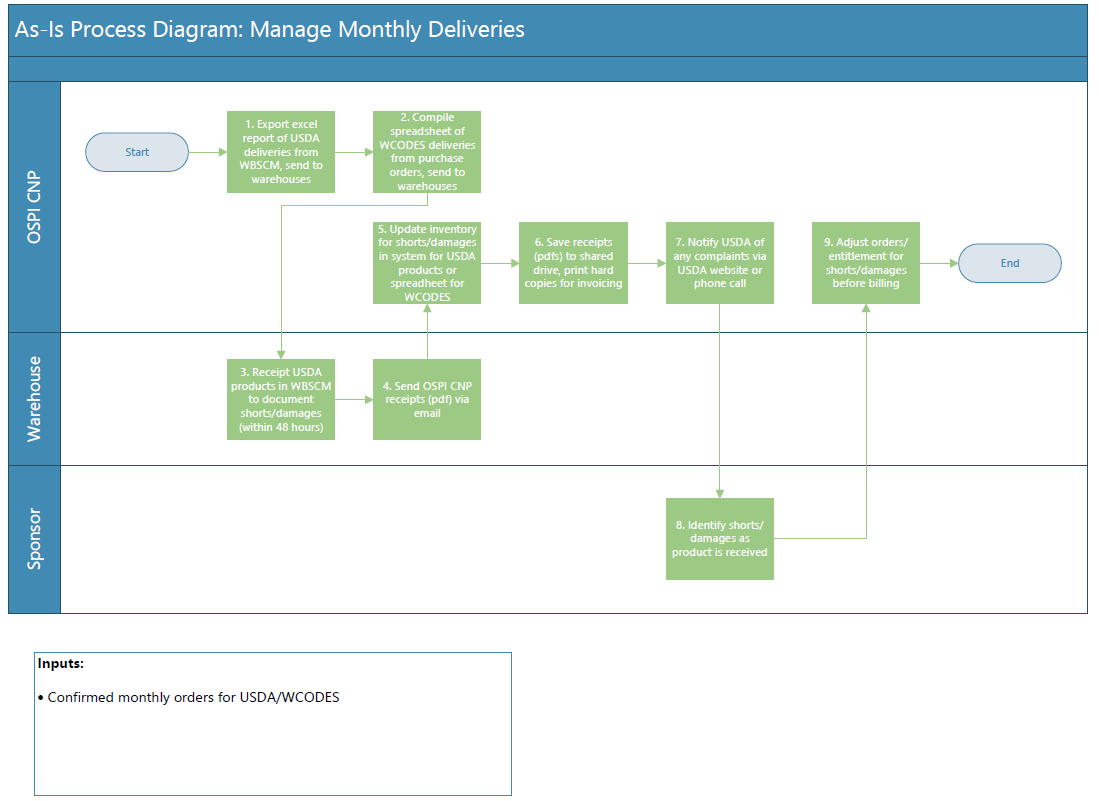 As-Is Process Diagram: Manage Monthly Deliveries
OSPI CNP
Start
1. Export excel
report of USDA
deliveries from
WBSCM, send to
warehouses
2. Compile
spreadsheet of
WCODES deliveries
from purchase
orders, send to
warehouses
5. Update inventory
for shorts/damages
in system for USDA
products or
spreadheet for
WCODES
6. Save receipts
(pdfs) to shared
drive, print hard
copies for invoicing
7. Notify USDA of
any complaints via
USDA website or
phone call
9. Adjust orders/
entitlement for
shorts/damages
before billing
End
Warehouse
3. Receipt USDA
products in WBSCM
to document
shorts/damages
(within 48 hours)
4. Send OSPI CNP
receipts (pdf) via
email
Sponsor
8. Identify shorts/
damages as
product is received
Inputs:
• Confirmed monthly orders for USDA/WCODES